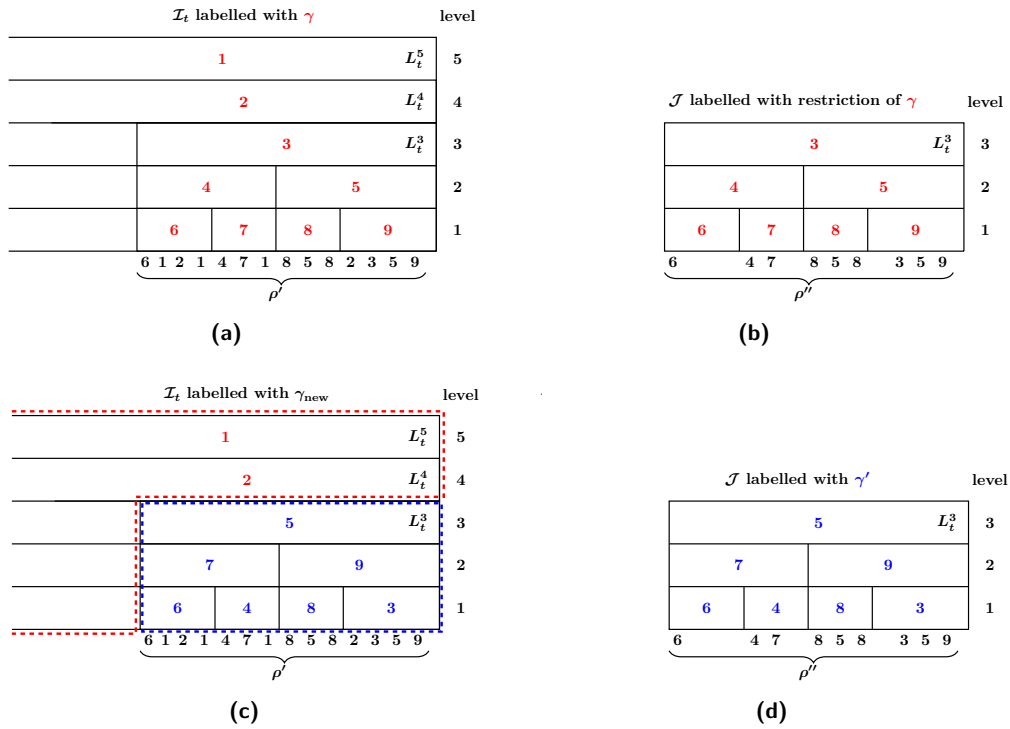 𝓘_t labelled with γ level
1 L_t^5 5
2 L_t^4 4
3 L_t^3 3
4 5 2
6 7 8 9 1
6 1 2 1 4 7 1 8 5 8 2 3 5 9
ρ′
(a)
𝒥 labelled with restriction of γ level
3 L_t^3 3
4 5 2
6 7 8 9 1
6 4 7 8 5 8 3 5 9
ρ″
(b)
𝓘_t labelled with γ_new level
1 L_t^5 5
2 L_t^4 4
5 L_t^3 3
7 9 2
6 4 8 3 1
6 1 2 1 4 7 1 8 5 8 2 3 5 9
ρ′
(c)
𝒥 labelled with γ′ level
5 L_t^3 3
7 9 2
6 4 8 3 1
6 4 7 8 5 8 3 5 9
ρ″
(d)